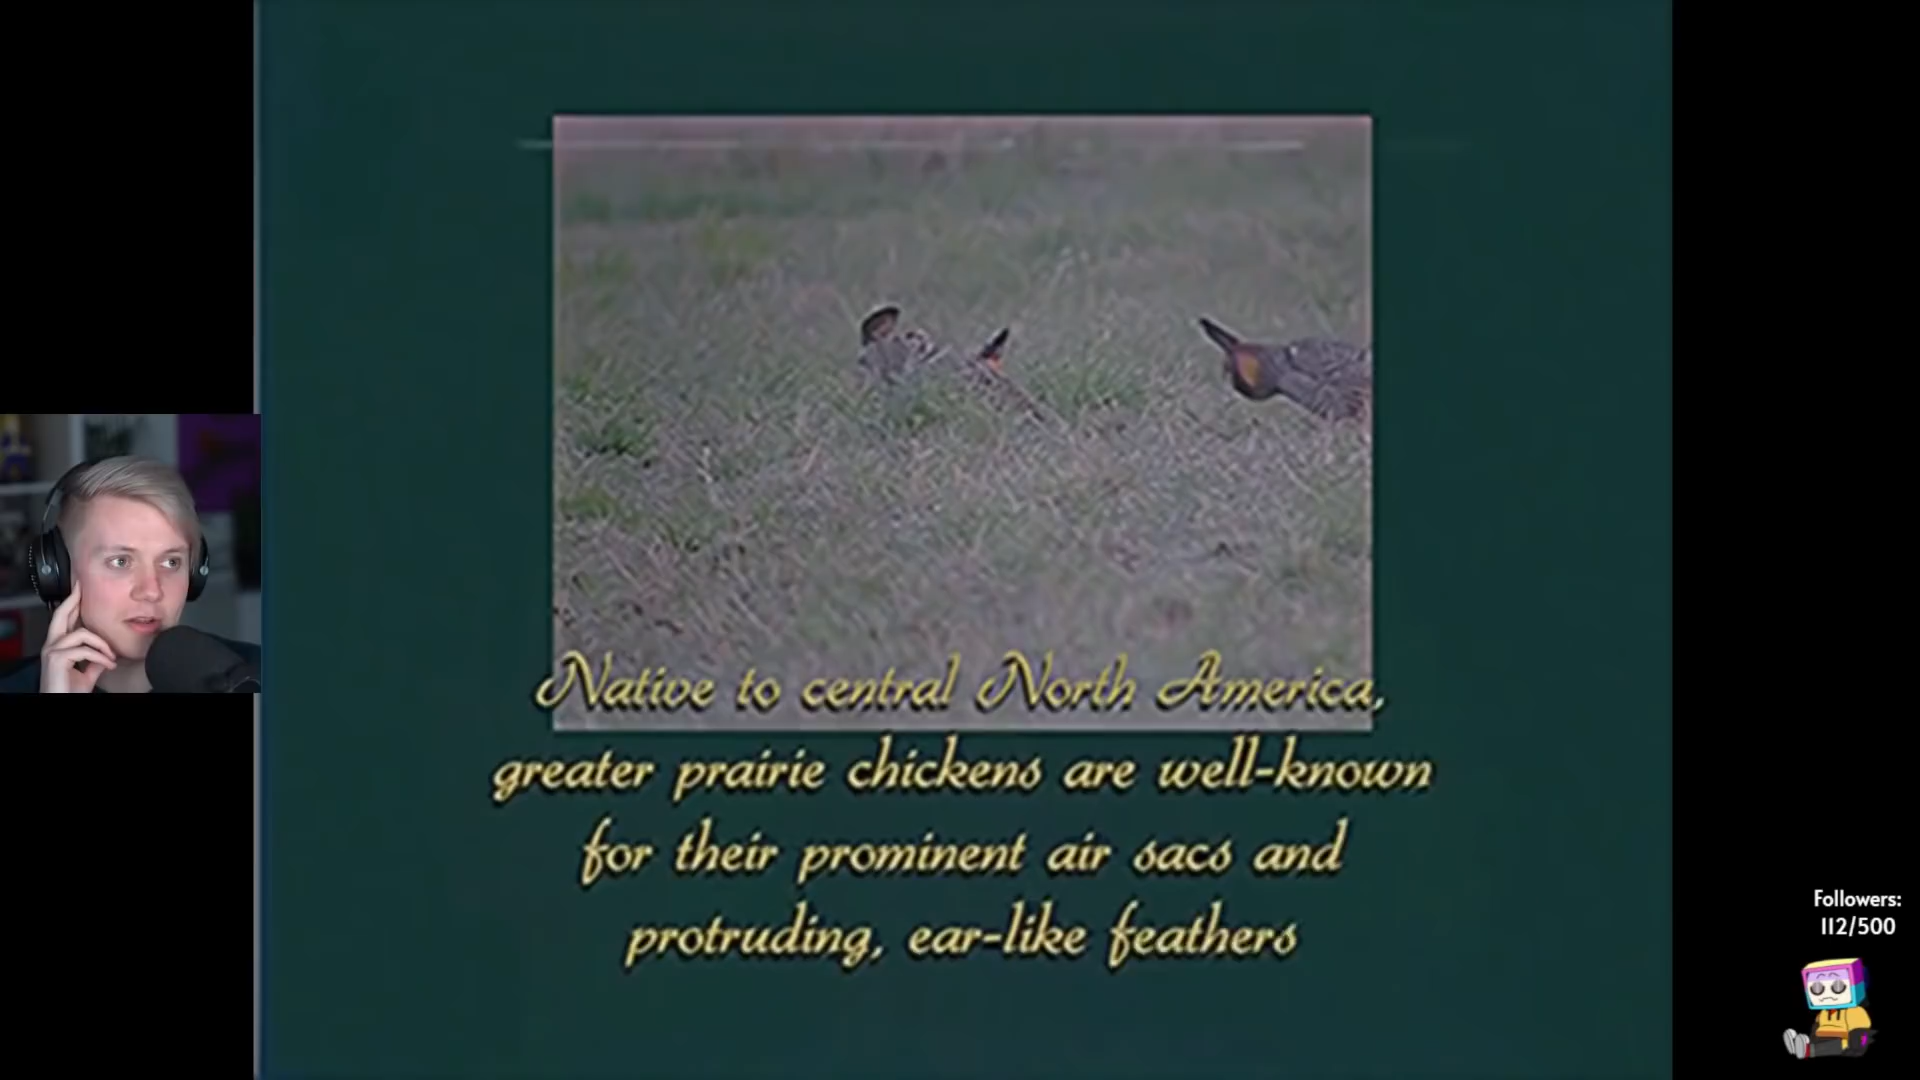 Native to central North America,
greater prairie chickens are well-known
for their prominent air sacs and
protruding, ear-like feathers
Followers:
112/500